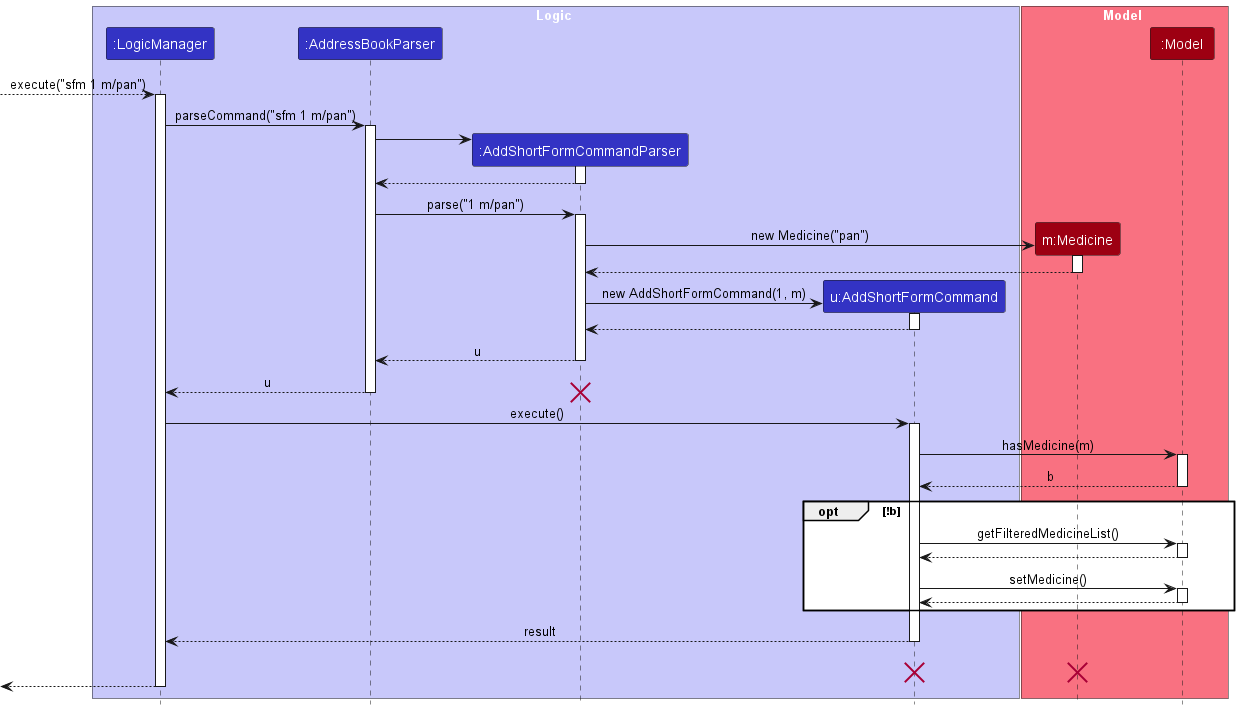 Logic
Model
:LogicManager
:AddressBookParser
:Model
execute("sfm 1 m/pan")
parseCommand("sfm 1 m/pan")
:AddShortFormCommandParser
parse("1 m/pan")
new Medicine("pan")
m:Medicine
new AddShortFormCommand(1, m)
u:AddShortFormCommand
u
u
execute()
hasMedicine(m)
b
opt
[!b]
getFilteredMedicineList()
setMedicine()
result